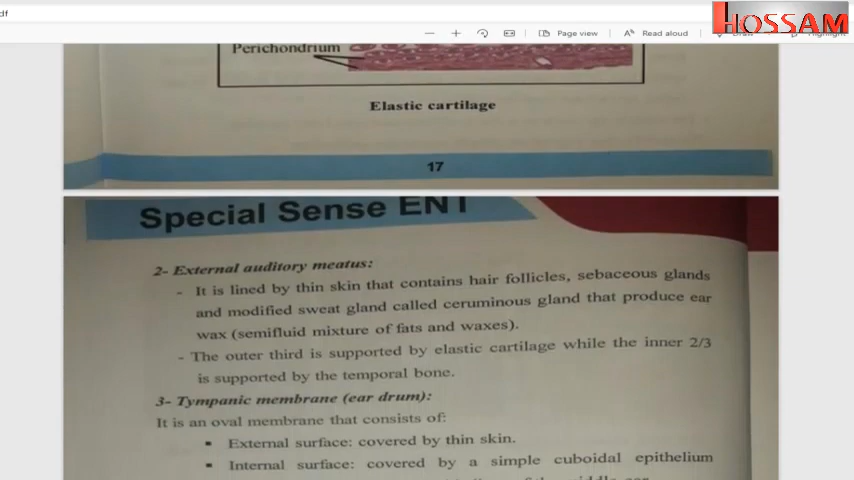 df
HOSSAM
Page view
Read aloud
Perichondrium
Elastic cartilage
17
Special Sense ENT
2- External auditory meatus:
- It is lined by thin skin that contains hair follicles, sebaceous glands
and modified sweat gland called ceruminous gland that produce ear
wax (semifluid mixture of fats and waxes).
- The outer third is supported by elastic cartilage while the inner 2/3
is supported by the temporal bone.
3- Tympanic membrane (ear drum):
It is an oval membrane that consists of:
▪ External surface: covered by thin skin.
▪ Internal surface: covered by a simple cuboidal epithelium